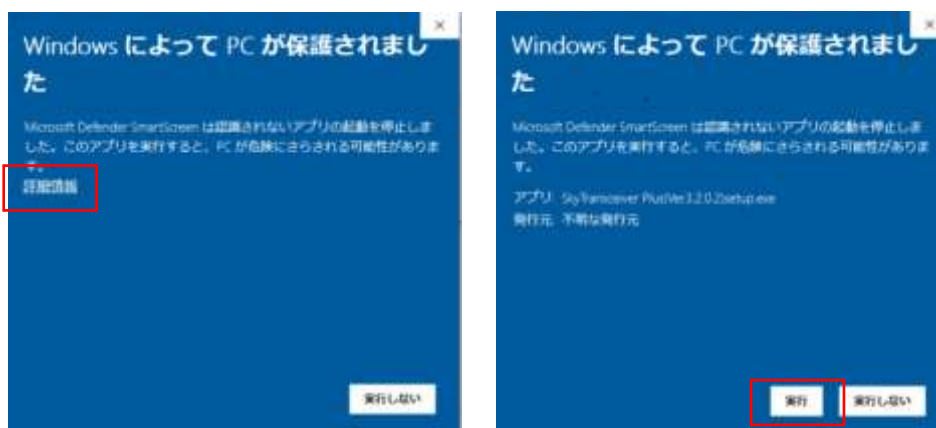 Windows によって PC が保護されまし
た
Microsoft Defender SmartScreen は認識されないアプリの起動を停止しま
した。このアプリを実行すると、PC が危険にさらされる可能性がありま
す。
詳細情報
実行しない
Windows によって PC が保護されまし
た
Microsoft Defender SmartScreen は認識されないアプリの起動を停止しま
した。このアプリを実行すると、PC が危険にさらされる可能性がありま
す。
アプリ: SkyTransceiver PlusVer3.2.0.2setup.exe
発行元: 不明な発行元
実行
実行しない